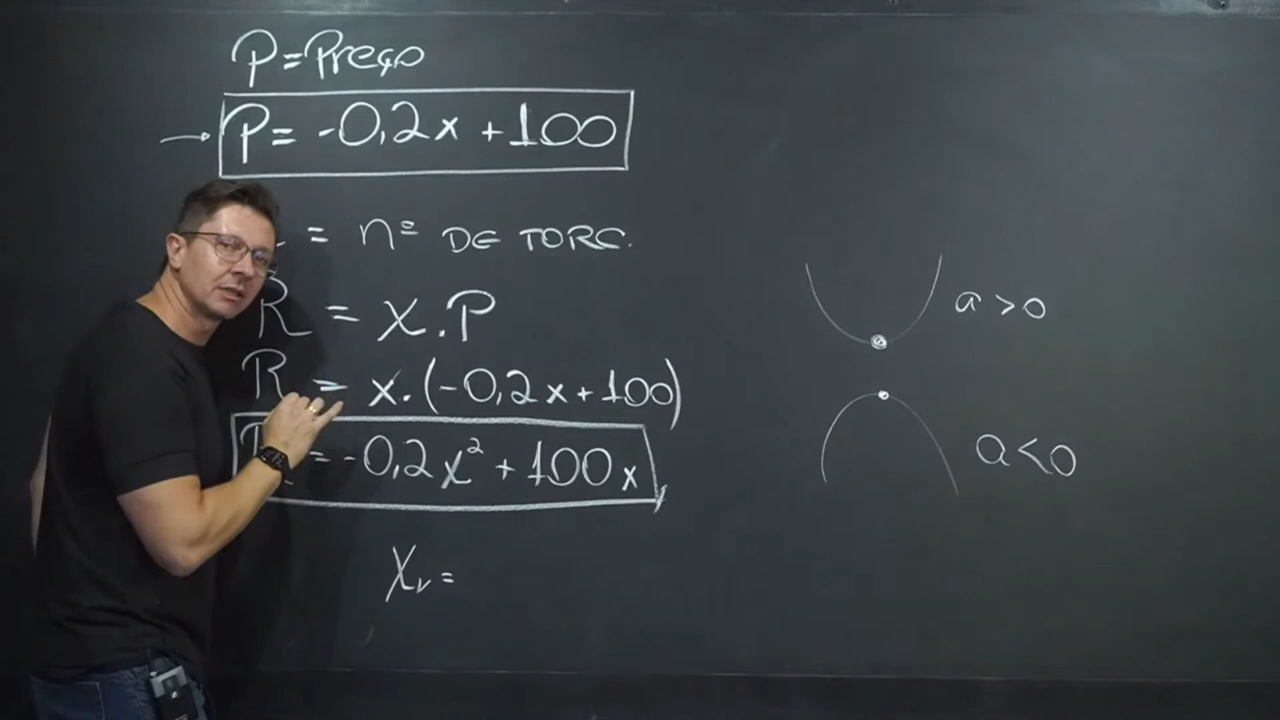 P = Preço
P = -0,2x + 100
= nº DE TORC.
R = x.P
R = x.(-0,2x + 100)
= -0,2x² + 100x
Xv =
a > 0
a < 0